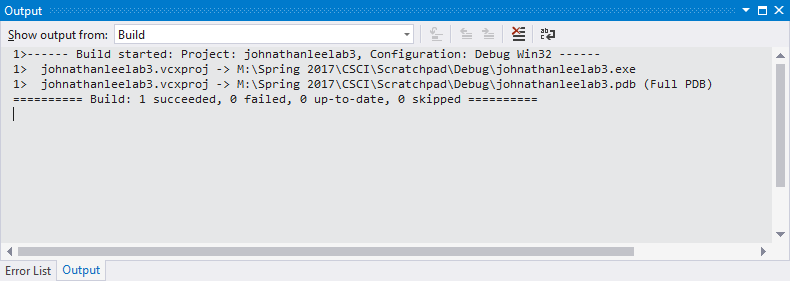 Output
Show output from: Build
1>------ Build started: Project: johnathanleelab3, Configuration: Debug Win32 ------
1>  johnathanleelab3.vcxproj -> M:\Spring 2017\CSCI\Scratchpad\Debug\johnathanleelab3.exe
1>  johnathanleelab3.vcxproj -> M:\Spring 2017\CSCI\Scratchpad\Debug\johnathanleelab3.pdb (Full PDB)
========== Build: 1 succeeded, 0 failed, 0 up-to-date, 0 skipped ==========
Error List Output